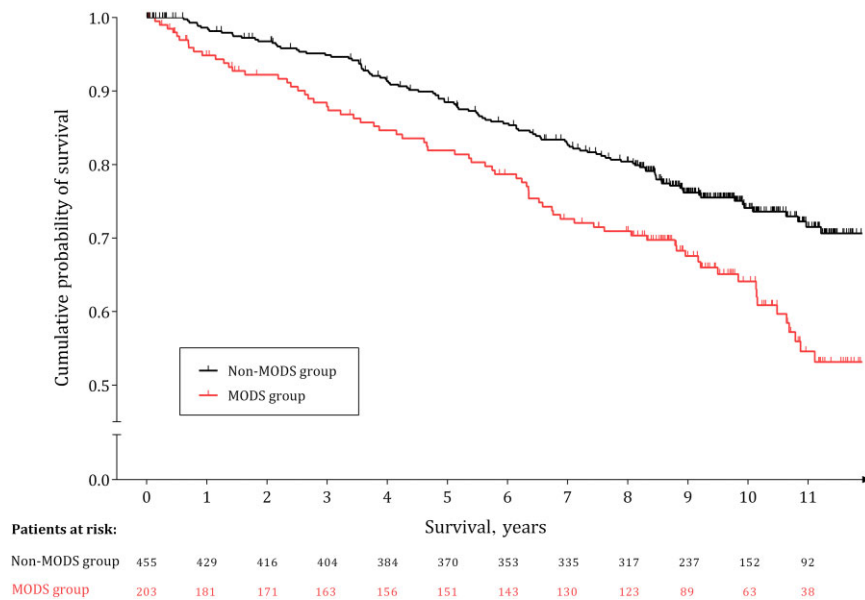 1.0
0.9
0.8
0.7
0.6
0.5
0.0
Cumulative probability of survival
Non-MODS group
MODS group
0 1 2 3 4 5 6 7 8 9 10 11
Survival, years
Patients at risk:
Non-MODS group 455 429 416 404 384 370 353 335 317 237 152 92
MODS group 203 181 171 163 156 151 143 130 123 89 63 38